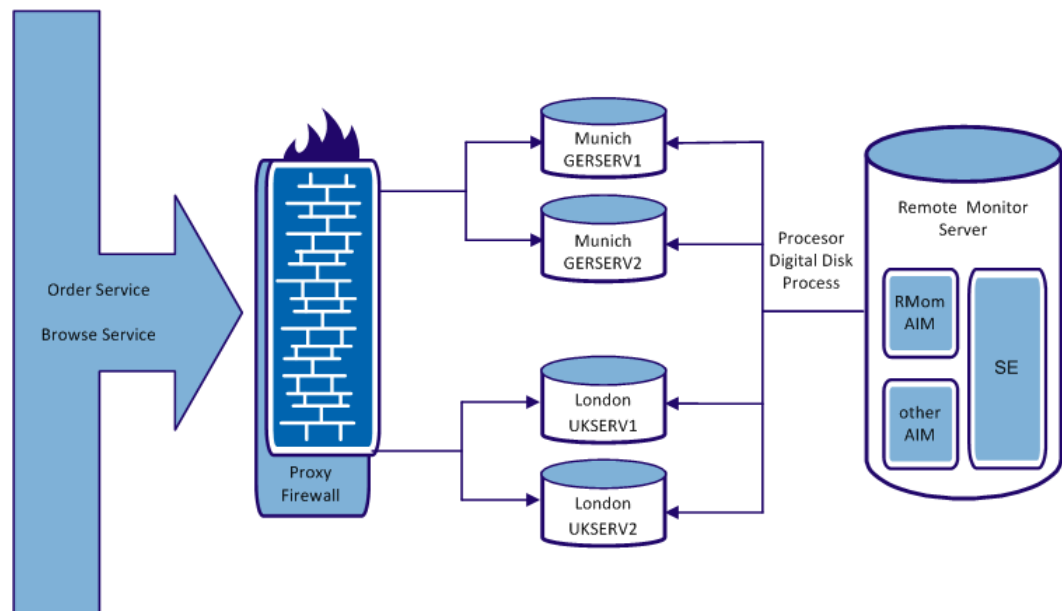 Order Service
Browse Service
Proxy
Firewall
Munich
GERSERV1
Munich
GERSERV2
London
UKSERV1
London
UKSERV2
Procesor
Digital Disk
Process
Remote Monitor
Server
RMom
AIM
other
AIM
SE